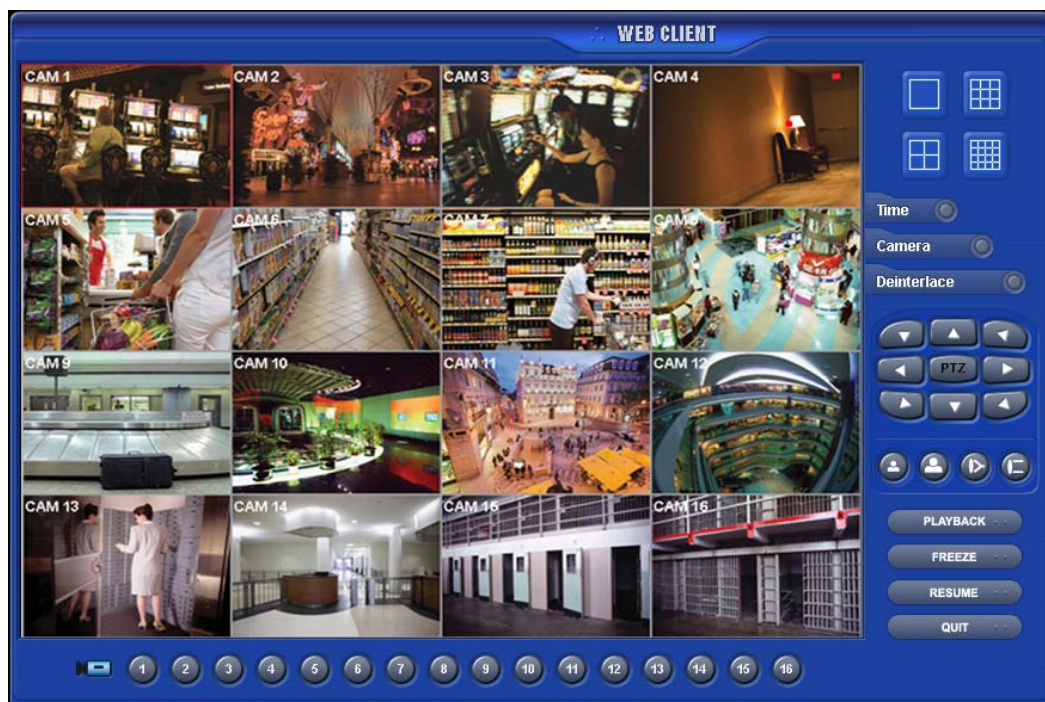 WEB CLIENT
CAM 1
CAM 2
CAM 3
CAM 4
CAM 5
CAM 6
CAM 7
CAM 8
CAM 9
CAM 10
CAM 11
CAM 12
CAM 13
CAM 14
CAM 15
CAM 16
Time
Camera
Deinterlace
PTZ
PLAYBACK
FREEZE
RESUME
QUIT
1 2 3 4 5 6 7 8 9 10 11 12 13 14 15 16